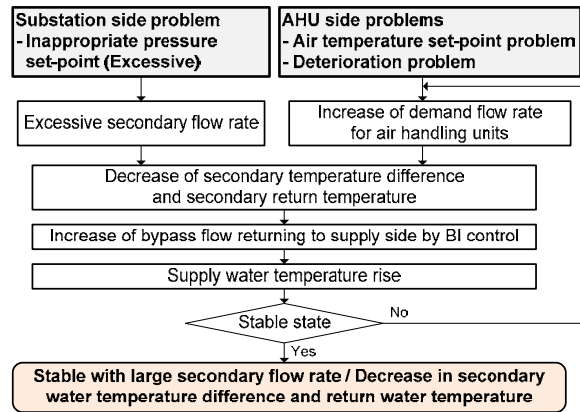 Substation side problem
- Inappropriate pressure
set-point (Excessive)
AHU side problems
- Air temperature set-point problem
- Deterioration problem
Excessive secondary flow rate
Increase of demand flow rate
for air handling units
Decrease of secondary temperature difference
and secondary return temperature
Increase of bypass flow returning to supply side by BI control
Supply water temperature rise
Stable state
No
Yes
Stable with large secondary flow rate / Decrease in secondary
water temperature difference and return water temperature